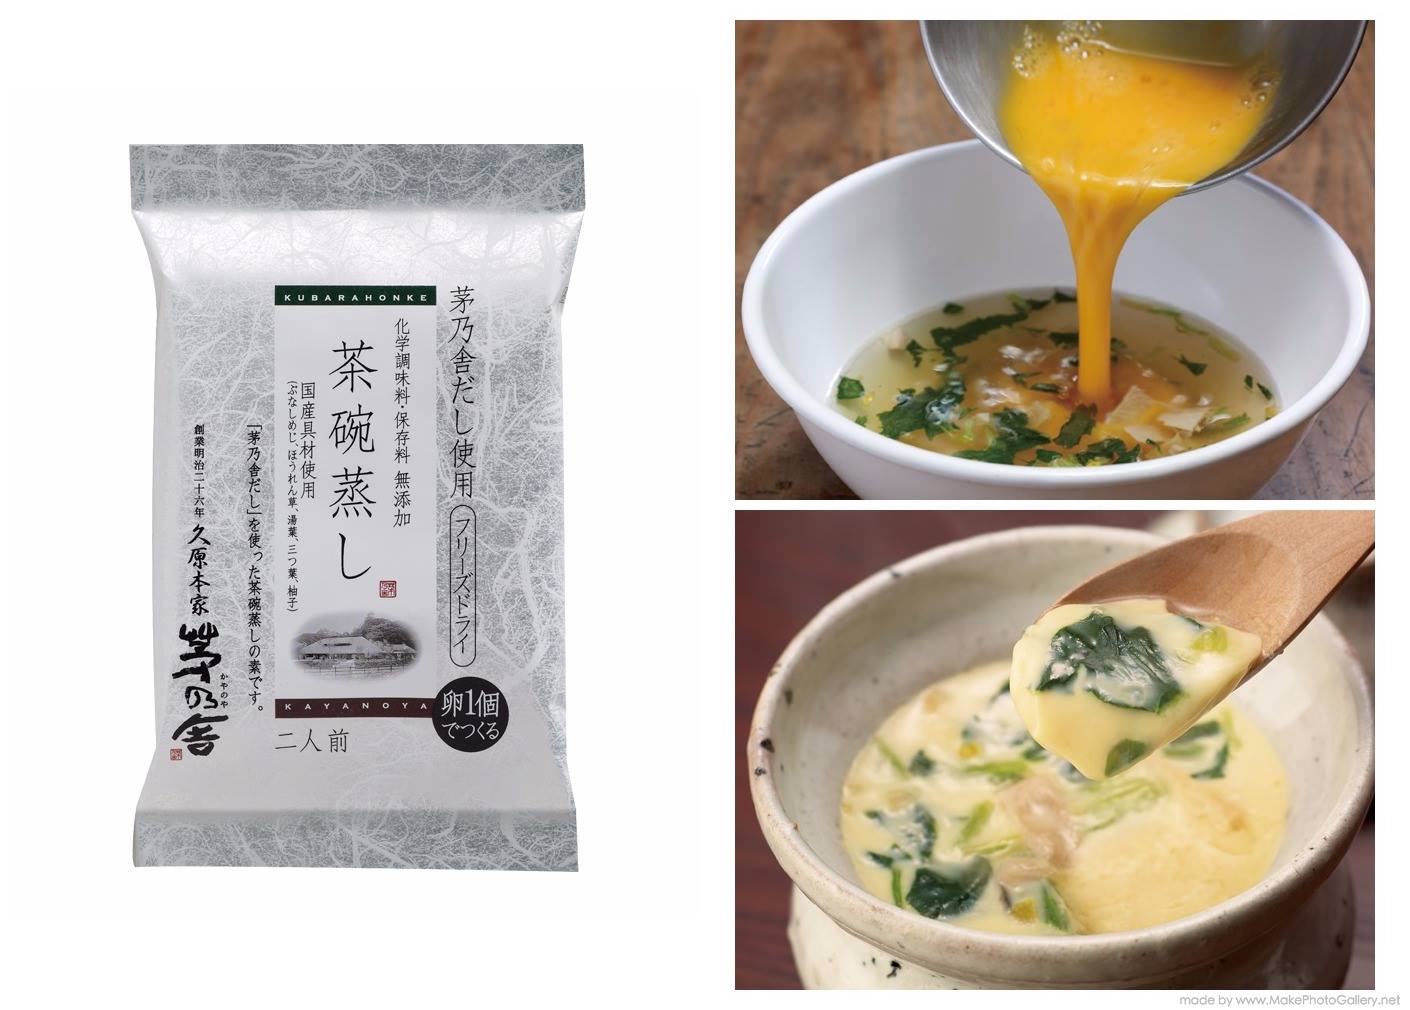 KUBARAHONKE
茅乃舎だし使用
フリーズドライ
化学調味料・保存料 無添加
茶碗蒸し
国産具材使用
(ぶなしめじ、ほうれん草、湯葉、三つ葉、柚子)
「茅乃舎だし」を使った茶碗蒸しの素です。
創業明治二十六年 久原本家
茅乃舎
かやのや
KAYANOYA
卵1個
でつくる
二人前
made by www.MakePhotoGallery.net